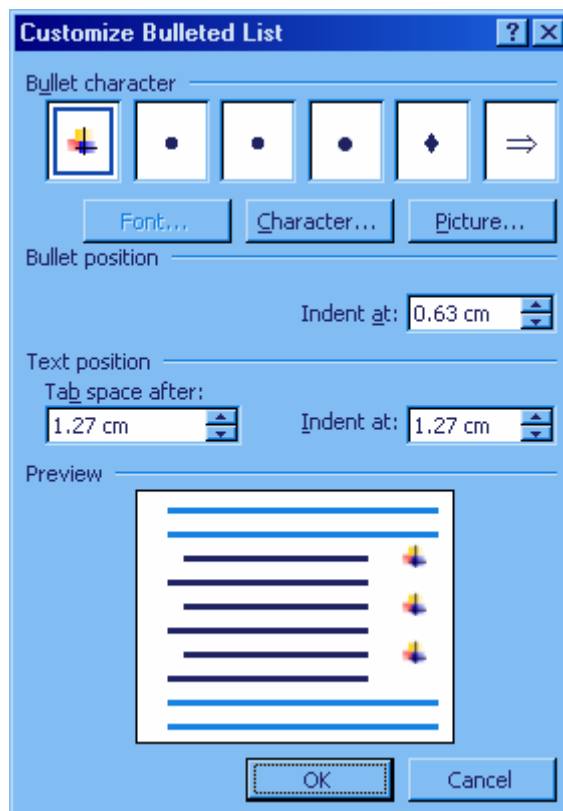 Customize Bulleted List
Bullet character
Font... Character... Picture...
Bullet position
Indent at: 0.63 cm
Text position
Tab space after:
1.27 cm Indent at: 1.27 cm
Preview
OK Cancel